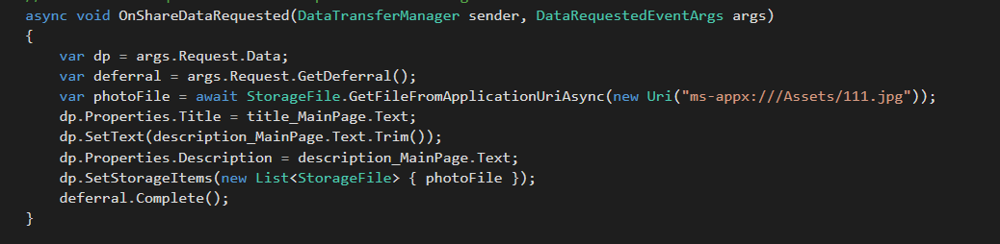 async void OnShareDataRequested(DataTransferManager sender, DataRequestedEventArgs args)
{
    var dp = args.Request.Data;
    var deferral = args.Request.GetDeferral();
    var photoFile = await StorageFile.GetFileFromApplicationUriAsync(new Uri("ms-appx:///Assets/111.jpg"));
    dp.Properties.Title = title_MainPage.Text;
    dp.SetText(description_MainPage.Text.Trim());
    dp.Properties.Description = description_MainPage.Text;
    dp.SetStorageItems(new List<StorageFile> { photoFile });
    deferral.Complete();
}